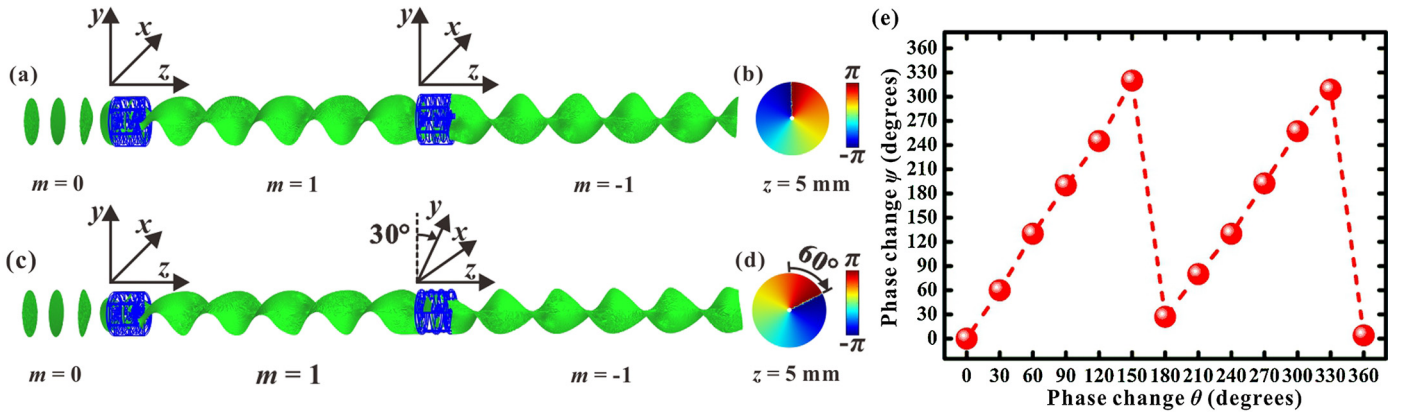 (a)
y
x
z
y
x
z
m = 0
m = 1
m = -1
(b)
π
-π
z = 5 mm
(c)
y
x
z
30°
y
x
z
m = 0
m = 1
m = -1
(d)
60°
π
-π
z = 5 mm
(e)
Phase change ψ (degrees)
360
330
300
270
240
210
180
150
120
90
60
30
0
0 30 60 90 120 150 180 210 240 270 300 330 360
Phase change θ (degrees)